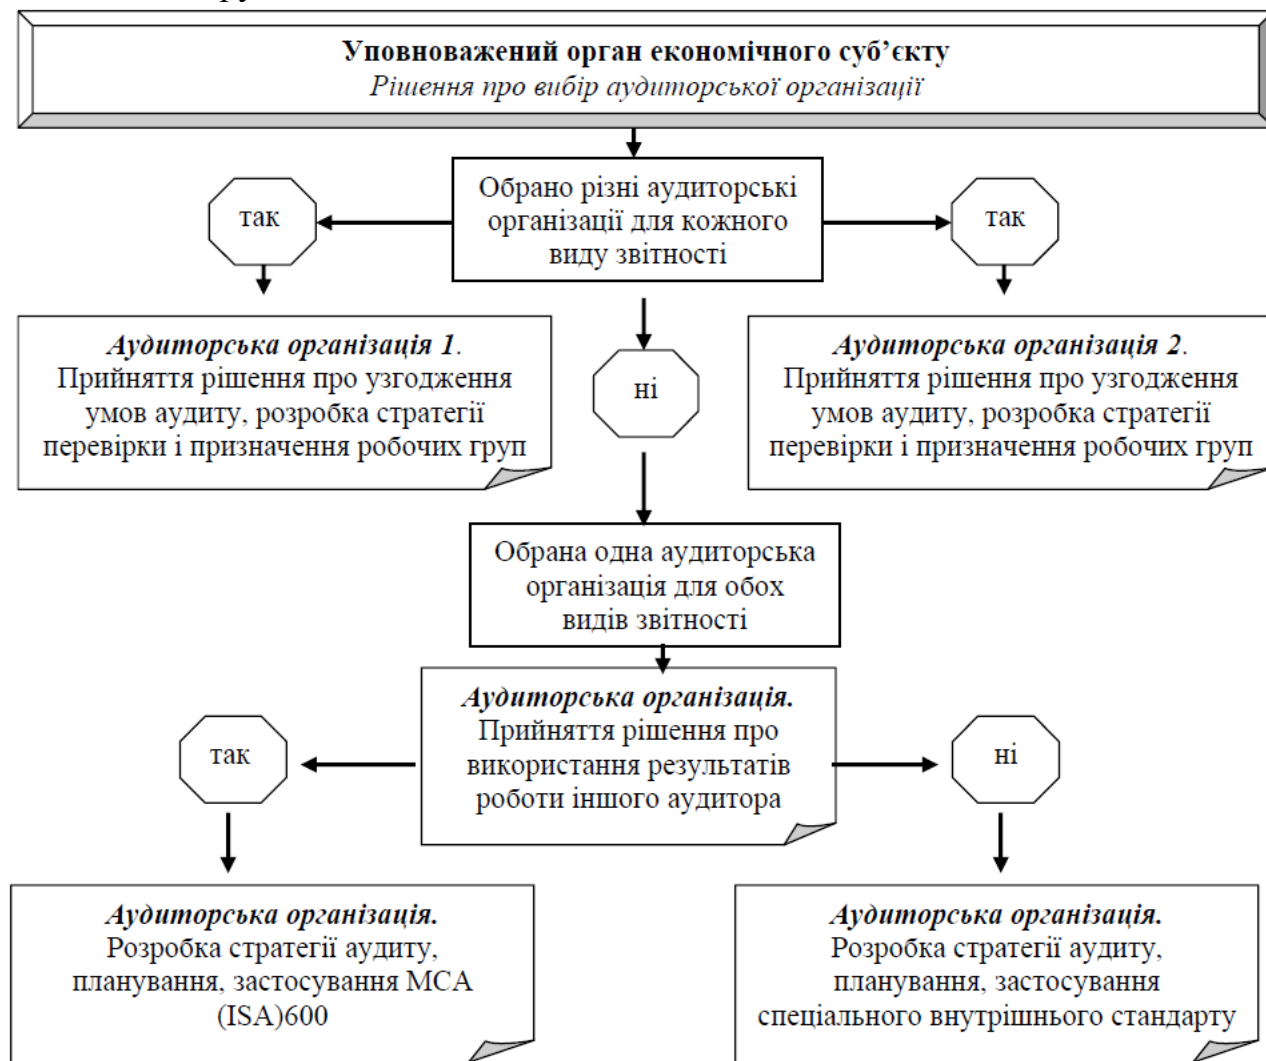 Уповноважений орган економічного суб’єкту
Рішення про вибір аудиторської організації
Обрано різні аудиторські
організації для кожного
виду звітності
так
так
Аудиторська організація 1.
Прийняття рішення про узгодження
умов аудиту, розробка стратегії
перевірки і призначення робочих груп
ні
Аудиторська організація 2.
Прийняття рішення про узгодження
умов аудиту, розробка стратегії
перевірки і призначення робочих груп
Обрана одна аудиторська
організація для обох
видів звітності
Аудиторська організація.
Прийняття рішення про
використання результатів
роботи іншого аудитора
так
ні
Аудиторська організація.
Розробка стратегії аудиту,
планування, застосування МСА
(ISA)600
Аудиторська організація.
Розробка стратегії аудиту,
планування, застосування
спеціального внутрішнього стандарту